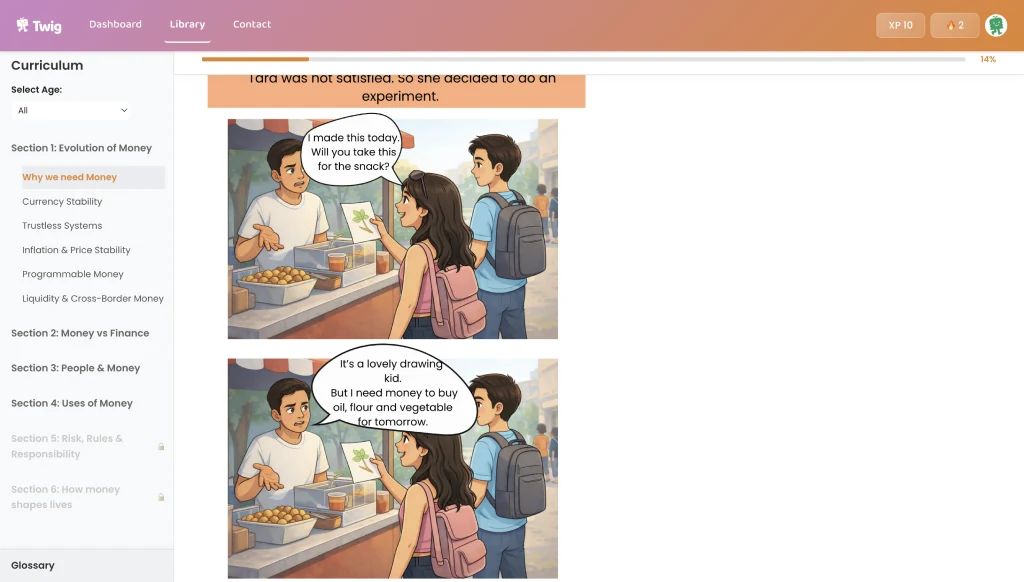 Twig
Dashboard
Library
Contact
XP 10
🔥 2
Curriculum
14%
Select Age:
All
Section 1: Evolution of Money
Why we need Money
Currency Stability
Trustless Systems
Inflation & Price Stability
Programmable Money
Liquidity & Cross-Border Money
Section 2: Money vs Finance
Section 3: People & Money
Section 4: Uses of Money
Section 5: Risk, Rules &
Responsibility
Section 6: How money
shapes lives
Glossary
Tara was not satisfied. So she decided to do an
experiment.
I made this today.
Will you take this
for the snack?
It's a lovely drawing
kid.
But I need money to buy
oil, flour and vegetable
for tomorrow.